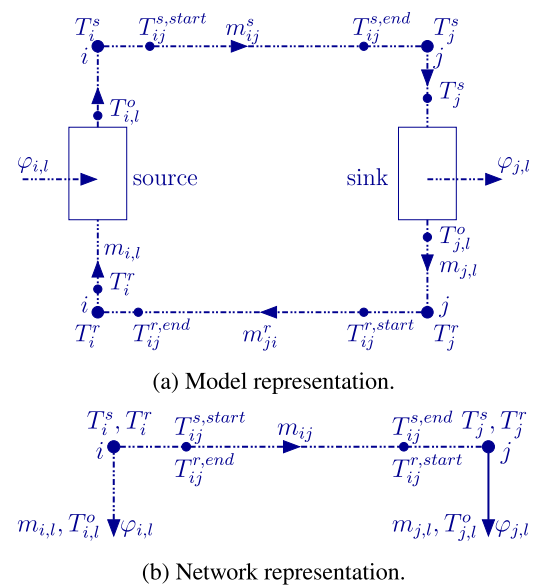 T_i^s T_{ij}^{s,start} m_{ij}^s T_{ij}^{s,end} T_j^s
i j
T_{i,l}^o T_j^s
φ_{i,l} source sink φ_{j,l}
m_{i,l} T_{j,l}^o
T_i^r m_{j,l}
i j
T_i^r T_{ij}^{r,end} m_{ji}^r T_{ij}^{r,start} T_j^r
(a) Model representation.
T_i^s, T_i^r T_{ij}^{s,start} m_{ij} T_{ij}^{s,end} T_j^s, T_j^r
i T_{ij}^{r,end} T_{ij}^{r,start} j
m_{i,l}, T_{i,l}^o φ_{i,l} m_{j,l}, T_{j,l}^o φ_{j,l}
(b) Network representation.